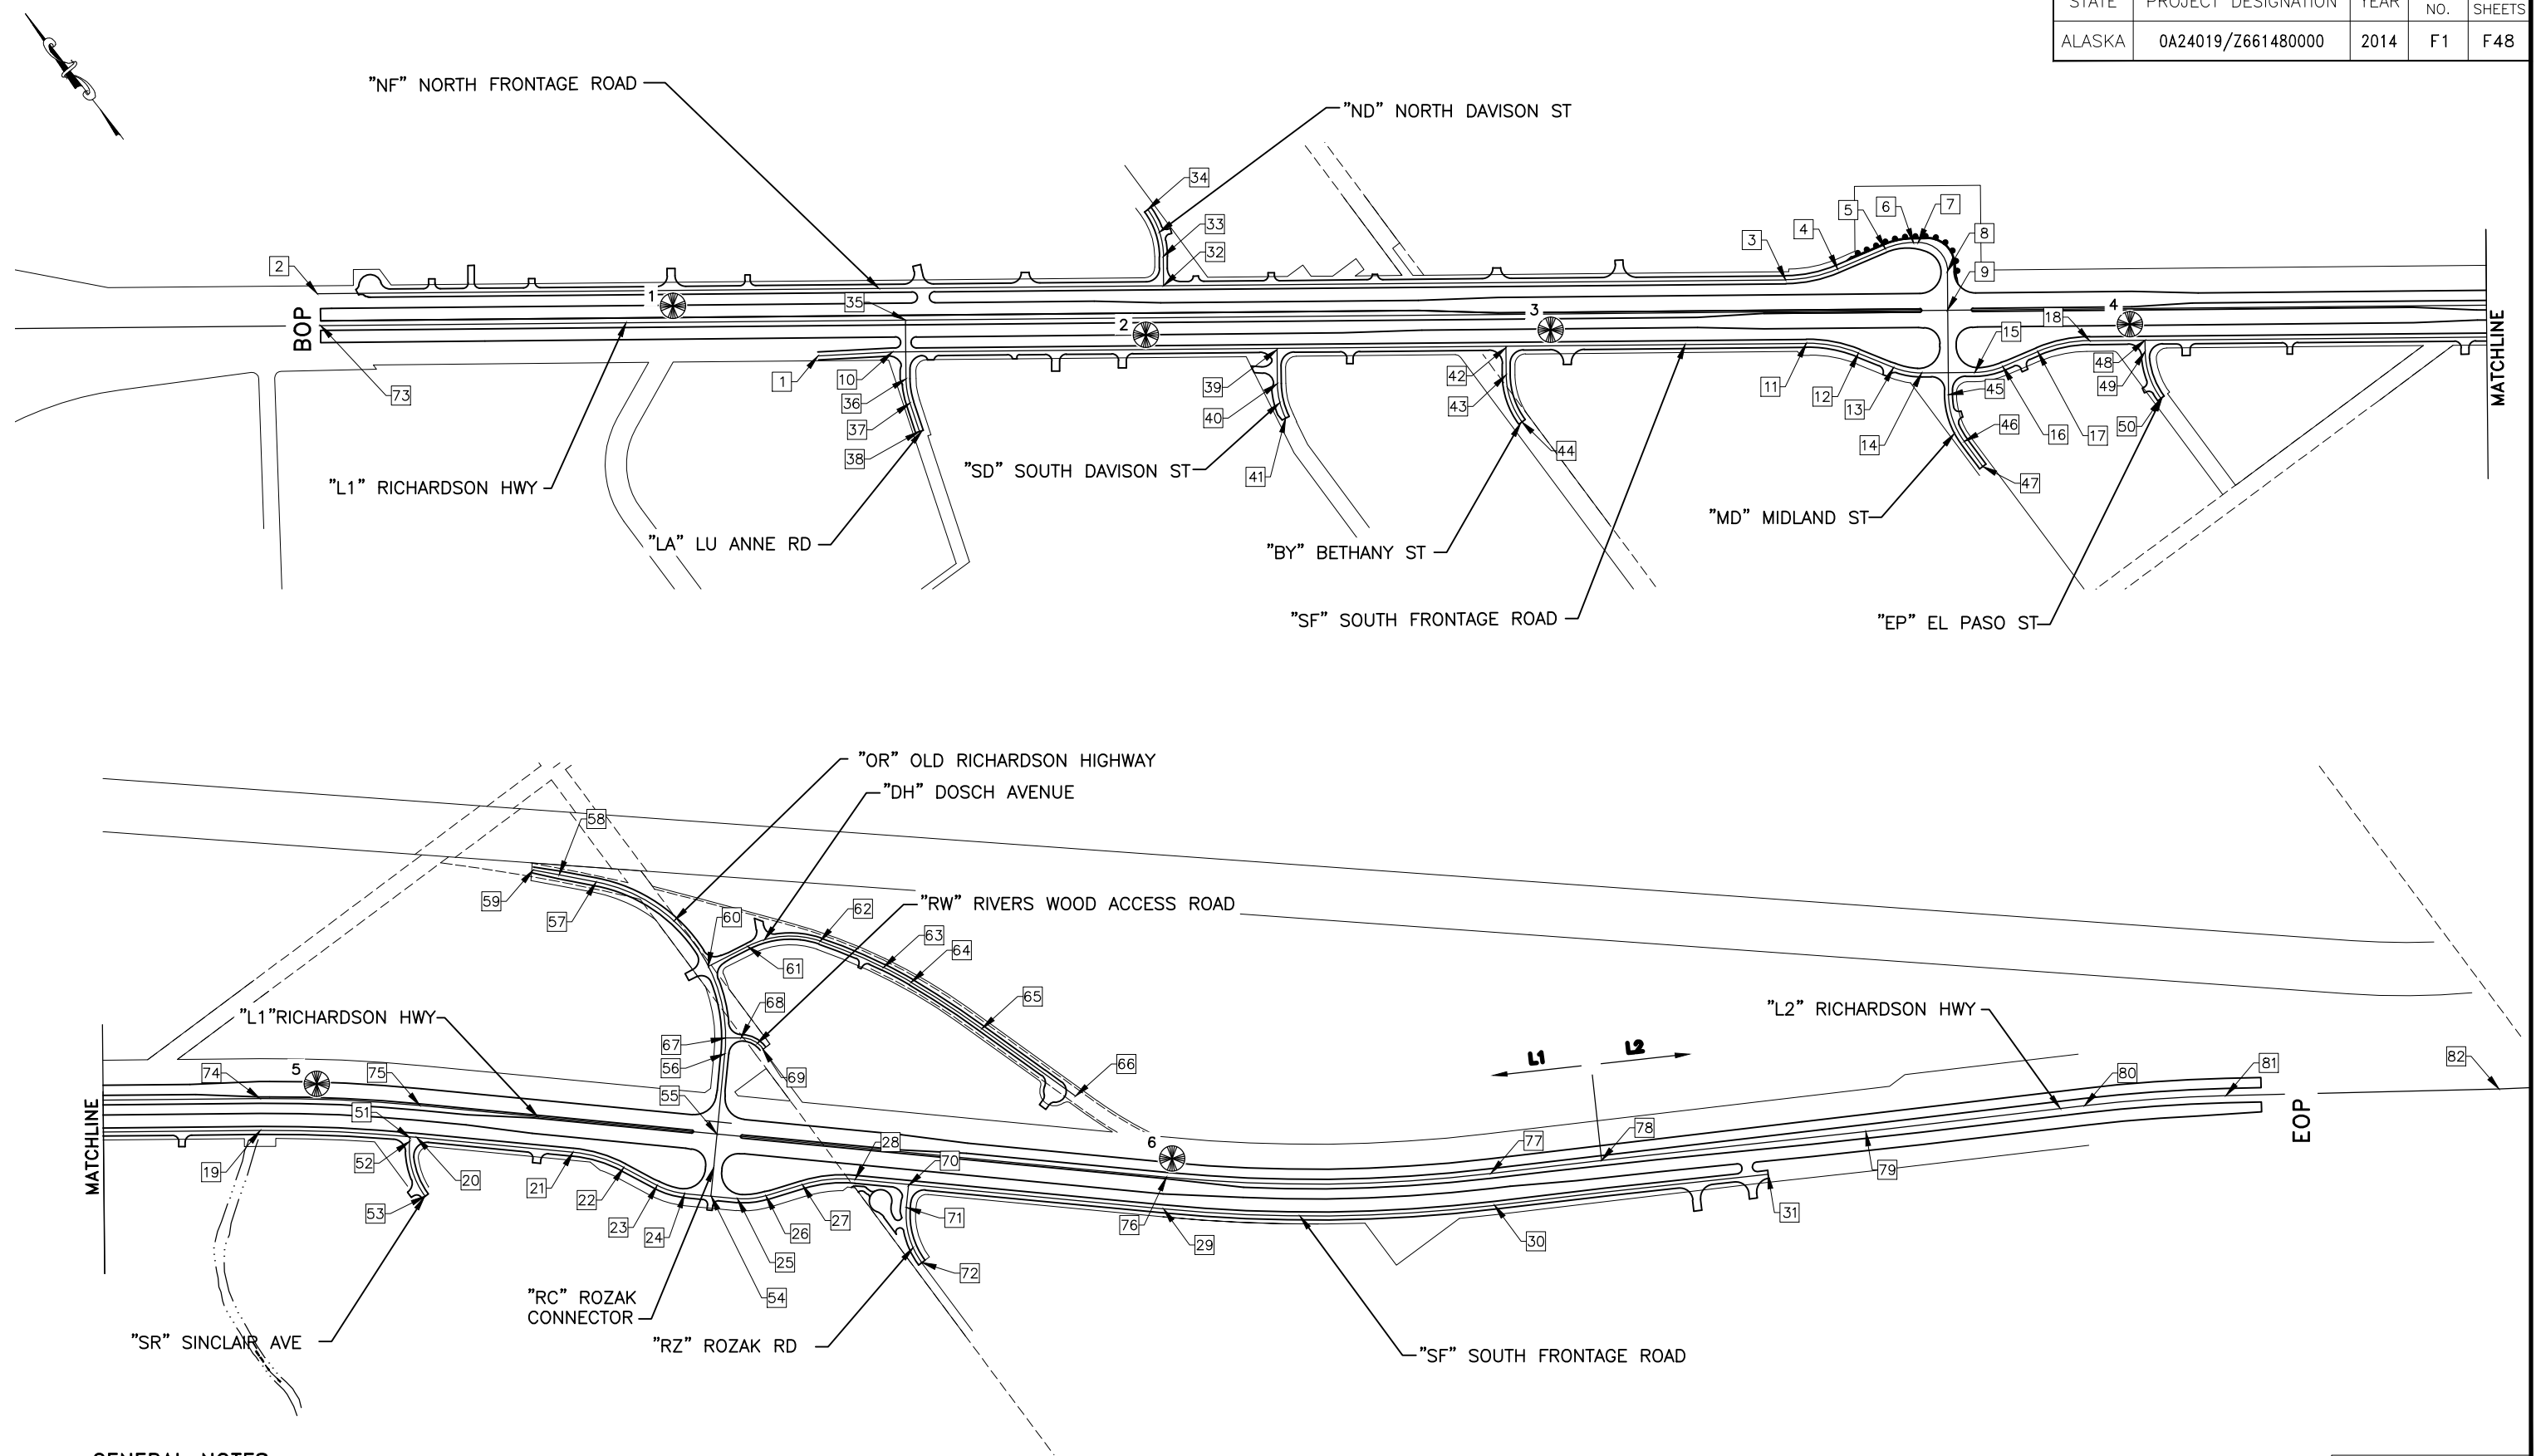 STATE PROJECT DESIGNATION YEAR NO. SHEETS
ALASKA 0A24019/Z661480000 2014 F1 F48
"NF" NORTH FRONTAGE ROAD
"ND" NORTH DAVISON ST
34
33
32
5 6 7
3 4 8
2
9
BOP
1
35
2
3
4
18
15
MATCHLINE
73
1
10
36
37
38
39
40
41
42
43
44
11
12
13
14
45
46
47
16
17
48
49
50
"L1" RICHARDSON HWY
"LA" LU ANNE RD
"SD" SOUTH DAVISON ST
"BY" BETHANY ST
"SF" SOUTH FRONTAGE ROAD
"MD" MIDLAND ST
"EP" EL PASO ST
"OR" OLD RICHARDSON HIGHWAY
"DH" DOSCH AVENUE
"RW" RIVERS WOOD ACCESS ROAD
58
59
57
60
61
62
63
64
65
66
67
68
56
69
55
"L1"RICHARDSON HWY
"L2" RICHARDSON HWY
L1 L2
MATCHLINE
74
5
75
51
52
53
19
20
21
22
23
24
25
26
27
28
54
70
71
72
6
76
29
77
78
30
31
79
80
81
82
EOP
"RC" ROZAK
CONNECTOR
"SR" SINCLAIR AVE
"RZ" ROZAK RD
"SF" SOUTH FRONTAGE ROAD
GENERAL NOTES